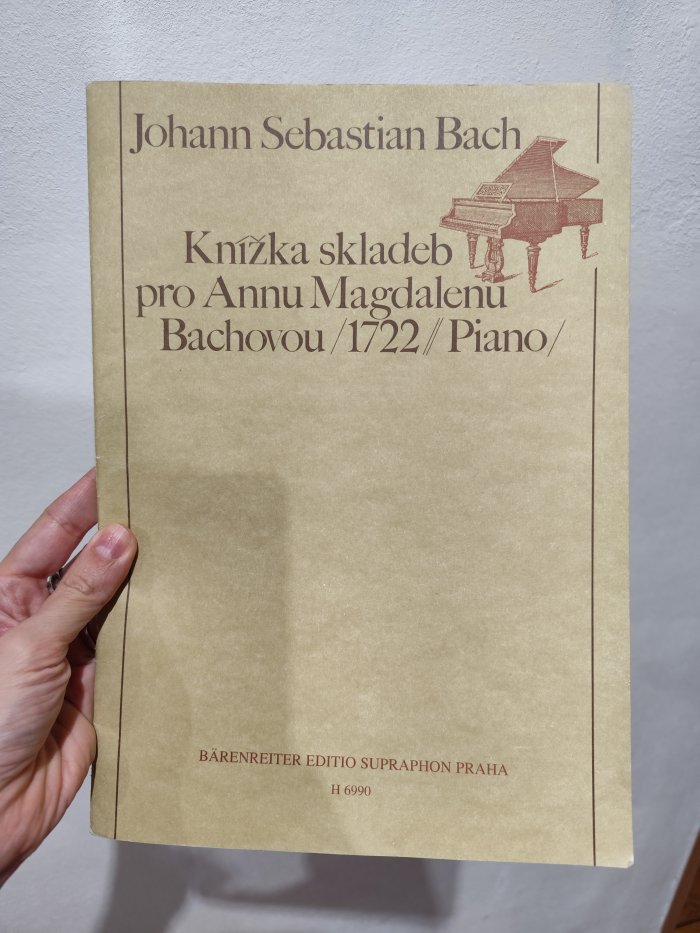 Johann Sebastian Bach
Knížka skladeb
pro Annu Magdalenu
Bachovou /1722// Piano/
BÄRENREITER EDITIO SUPRAPHON PRAHA
H 6990